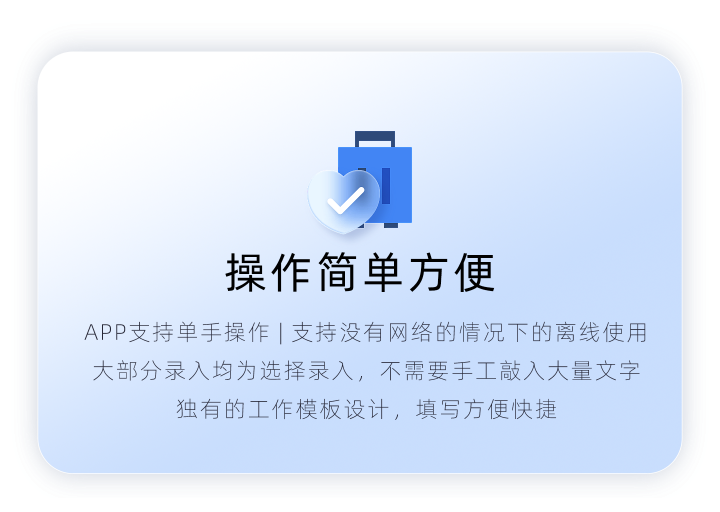 操作简单方便
APP支持单手操作 | 支持没有网络的情况下的离线使用
大部分录入均为选择录入，不需要手工敲入大量文字
独有的工作模板设计，填写方便快捷